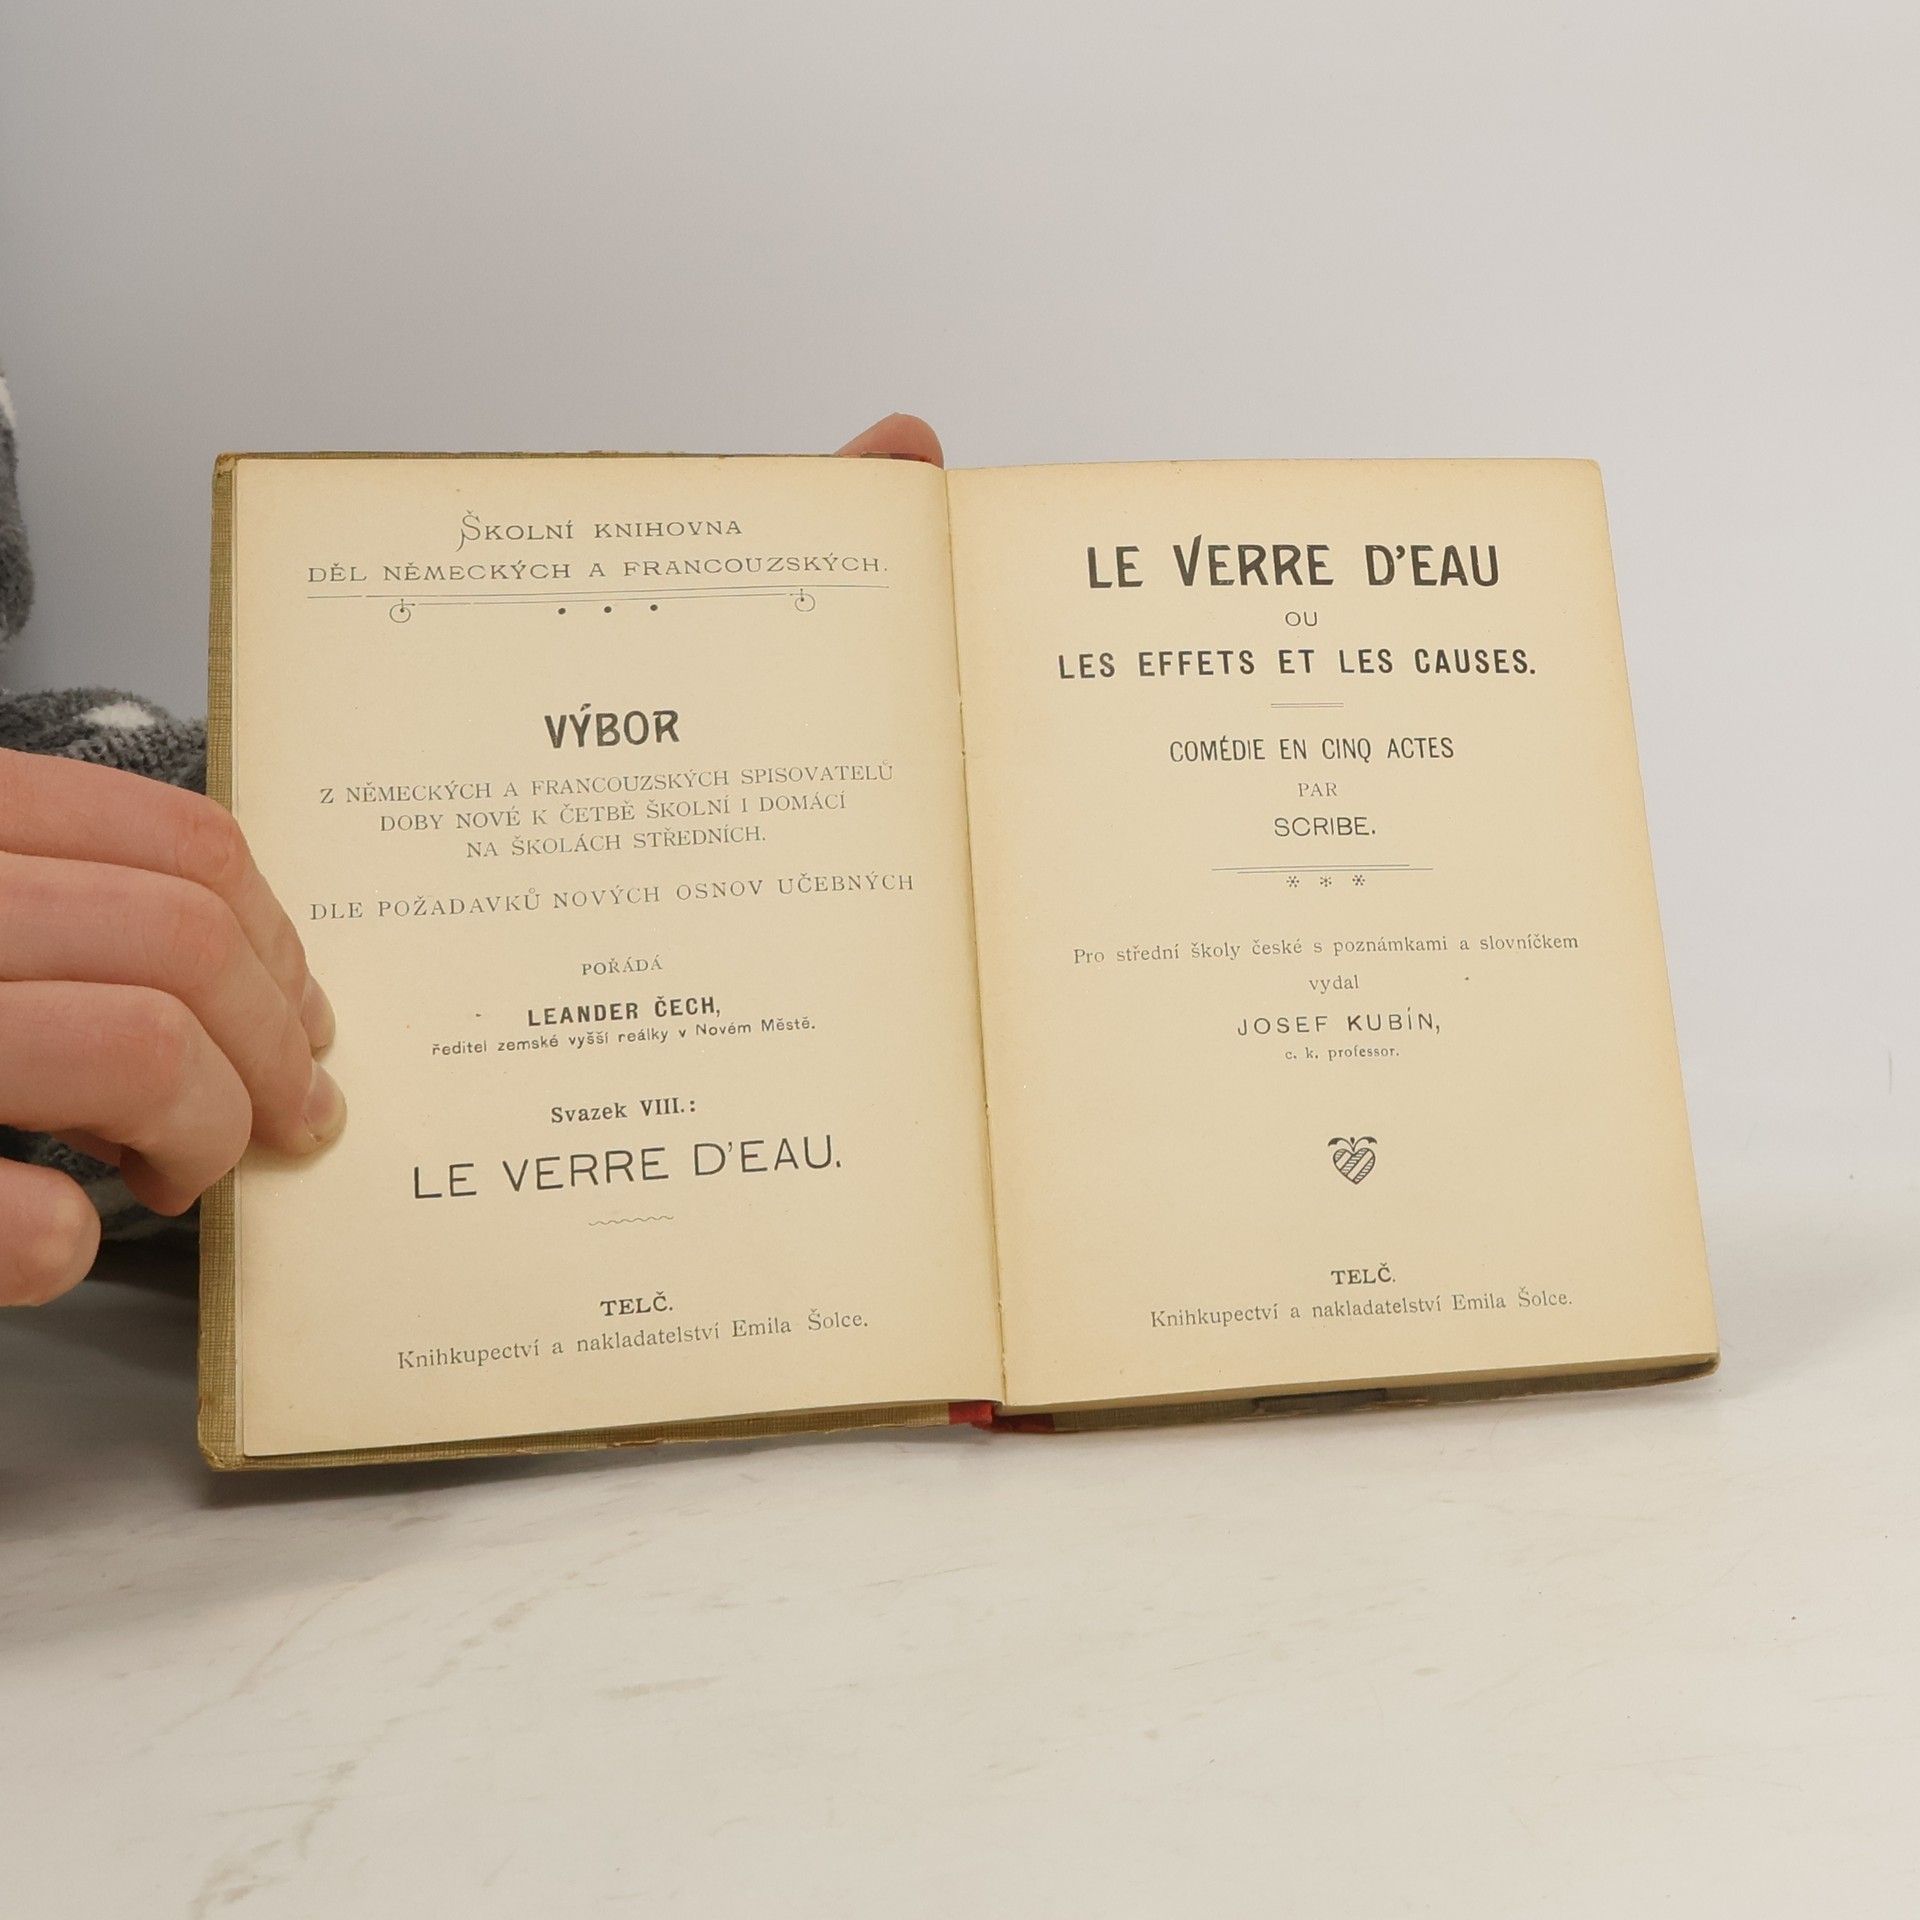 ŠKOLNÍ KNIHOVNA
DĚL NĚMECKÝCH A FRANCOUZSKÝCH.
VÝBOR
Z NĚMECKÝCH A FRANCOUZSKÝCH SPISOVATELŮ
DOBY NOVÉ K ČETBĚ ŠKOLNÍ I DOMÁCÍ
NA ŠKOLÁCH STŘEDNÍCH.
DLE POŽADAVKŮ NOVÝCH OSNOV UČEBNÝCH
POŘÁDÁ
LEANDER ČECH,
ředitel zemské vyšší reálky v Novém Městě.
Svazek VIII.:
LE VERRE D'EAU.
TELČ.
Knihkupectví a nakladatelství Emila Šolce.
LE VERRE D'EAU
OU
LES EFFETS ET LES CAUSES.
COMÉDIE EN CINQ ACTES
PAR
SCRIBE.
Pro střední školy české s poznámkami a slovníčkem
vydal
JOSEF KUBÍN,
c. k. professor.
TELČ.
Knihkupectví a nakladatelství Emila Šolce.